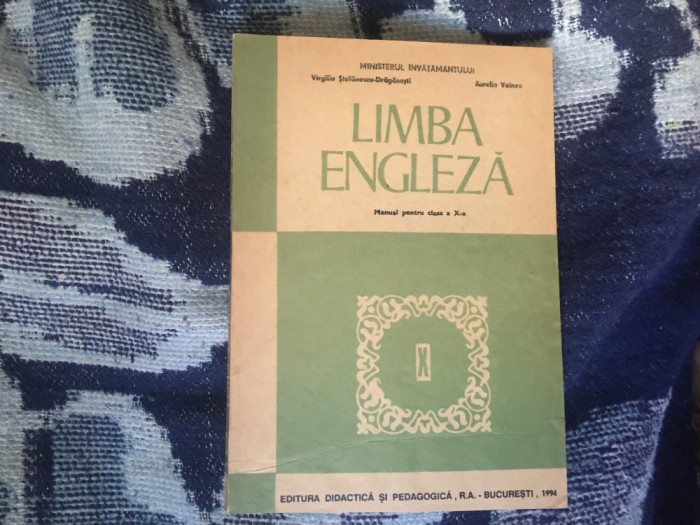 MINISTERUL ÎNVĂŢĂMÂNTULUI
Virgiliu Ştefănescu-Drăgăneşti Aurelia Voinea
LIMBA
ENGLEZĂ
Manual pentru clasa a X-a
X
EDITURA DIDACTICĂ ŞI PEDAGOGICĂ, R.A. - BUCUREŞTI, 1994